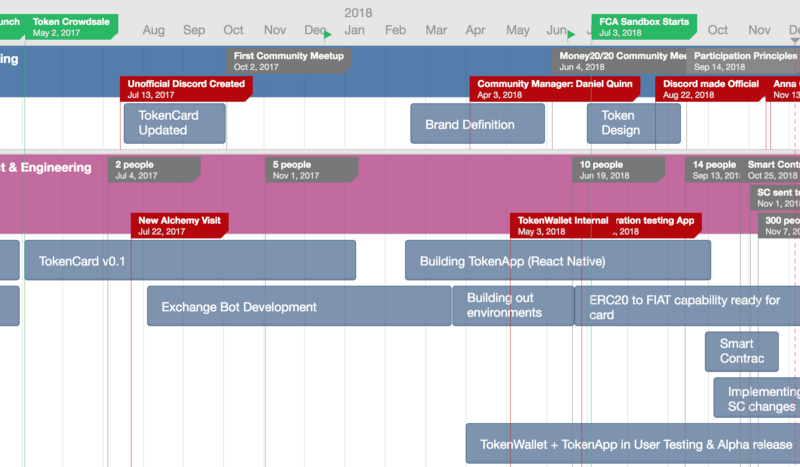 unch
Token Crowdsale
May 2, 2017
2018
FCA Sandbox Starts
Jul 3, 2018
Aug
Sep
Oct
Nov
Dec
Jan
Feb
Mar
Apr
May
Jun
Oct
Nov
De
ing
First Community Meetup
Oct 2, 2017
Money20/20 Community Mee
Jun 4, 2018
Participation Principles
Sep 14, 2018
Unofficial Discord Created
Jul 13, 2017
Community Manager: Daniel Quinn
Apr 3, 2018
Discord made Official
Aug 22, 2018
Anna
Nov 13
TokenCard
Updated
Brand Definition
Token
Design
t & Engineering
2 people
Jul 4, 2017
5 people
Nov 1, 2017
10 people
Jun 19, 2018
14 people
Sep 13, 201
Smart Contr
Oct 25, 2018
SC sent to
Nov 1, 201
New Alchemy Visit
Jul 22, 2017
TokenWallet Internal
May 3, 2018
ration testing App
, 2018
300 peo
Nov 7, 20
TokenCard v0.1
Building TokenApp (React Native)
Exchange Bot Development
Building out
environments
ERC20 to FIAT capability ready for
card
Smart
Contrac
Implementing
SC changes
TokenWallet + TokenApp in User Testing & Alpha release